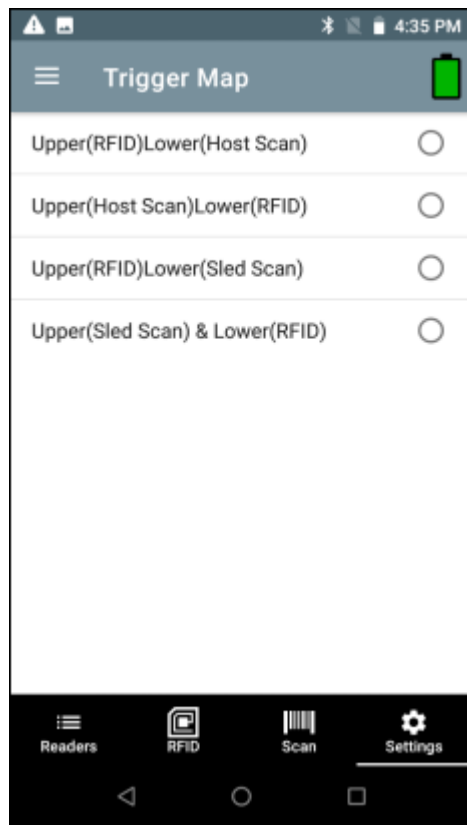 4:35 PM
Trigger Map
Upper(RFID)Lower(Host Scan)
Upper(Host Scan)Lower(RFID)
Upper(RFID)Lower(Sled Scan)
Upper(Sled Scan) & Lower(RFID)
Readers RFID Scan Settings